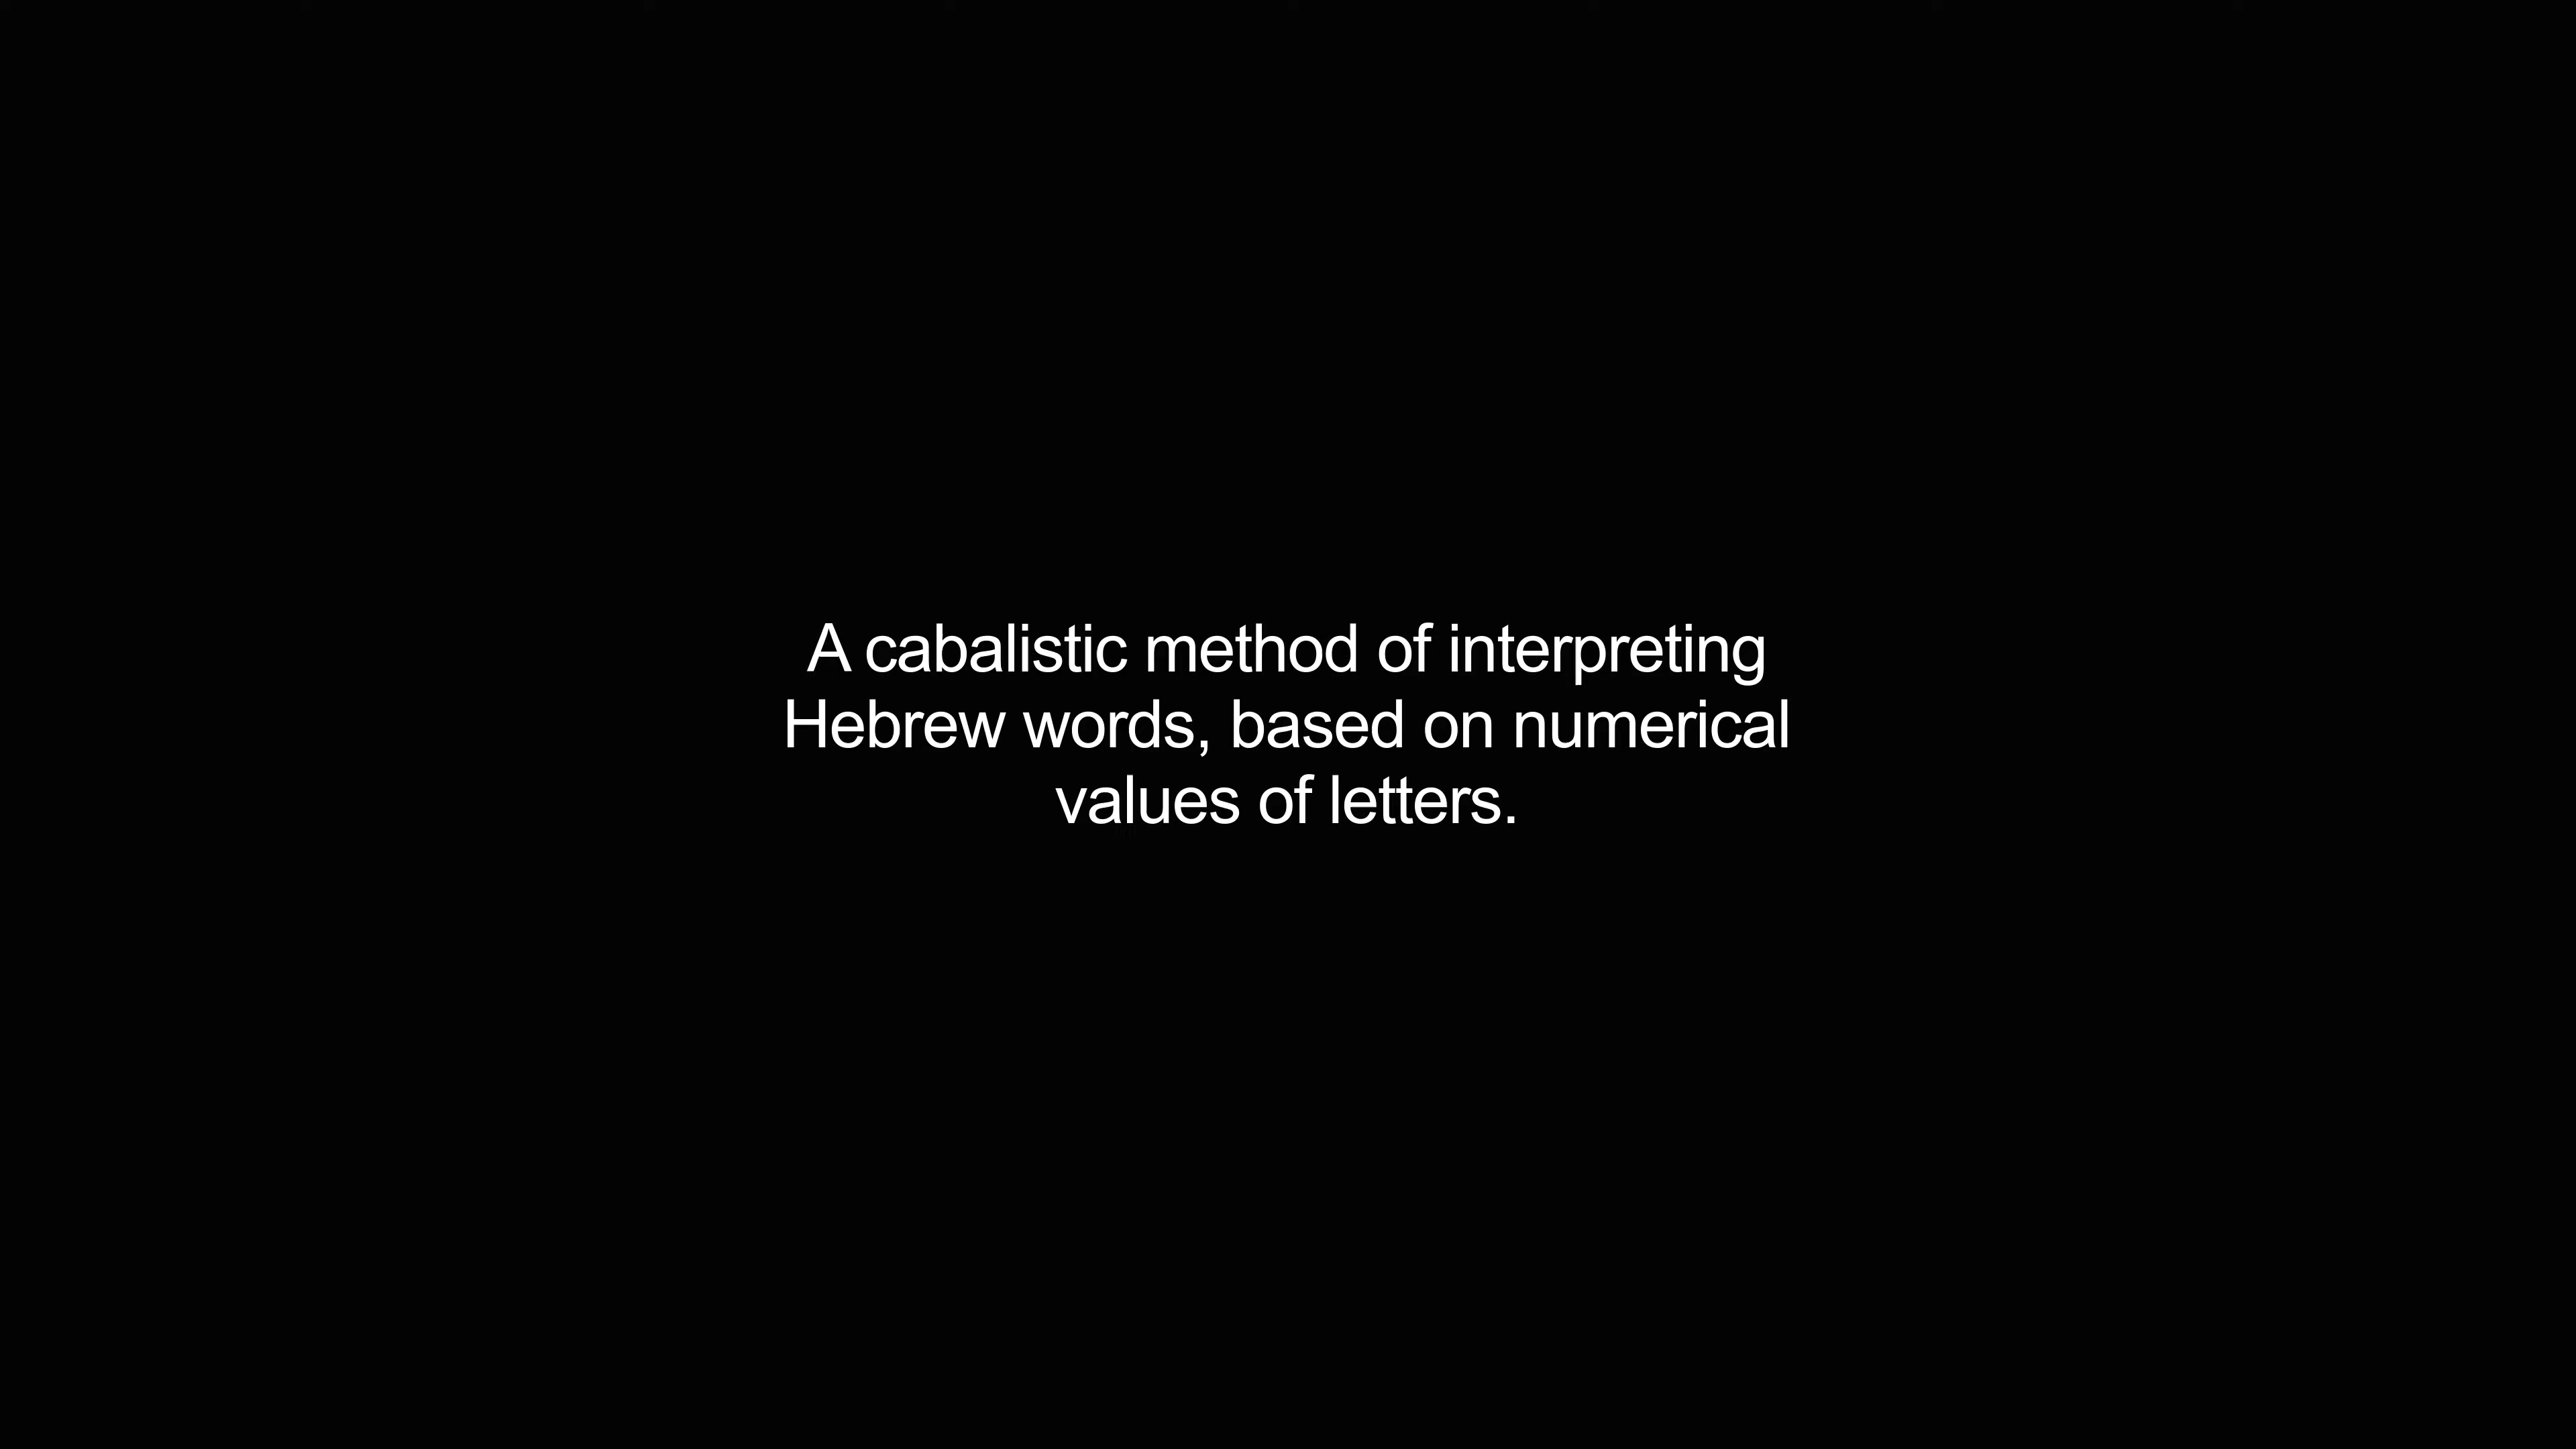 A cabalistic method of interpreting
Hebrew words, based on numerical
values of letters.